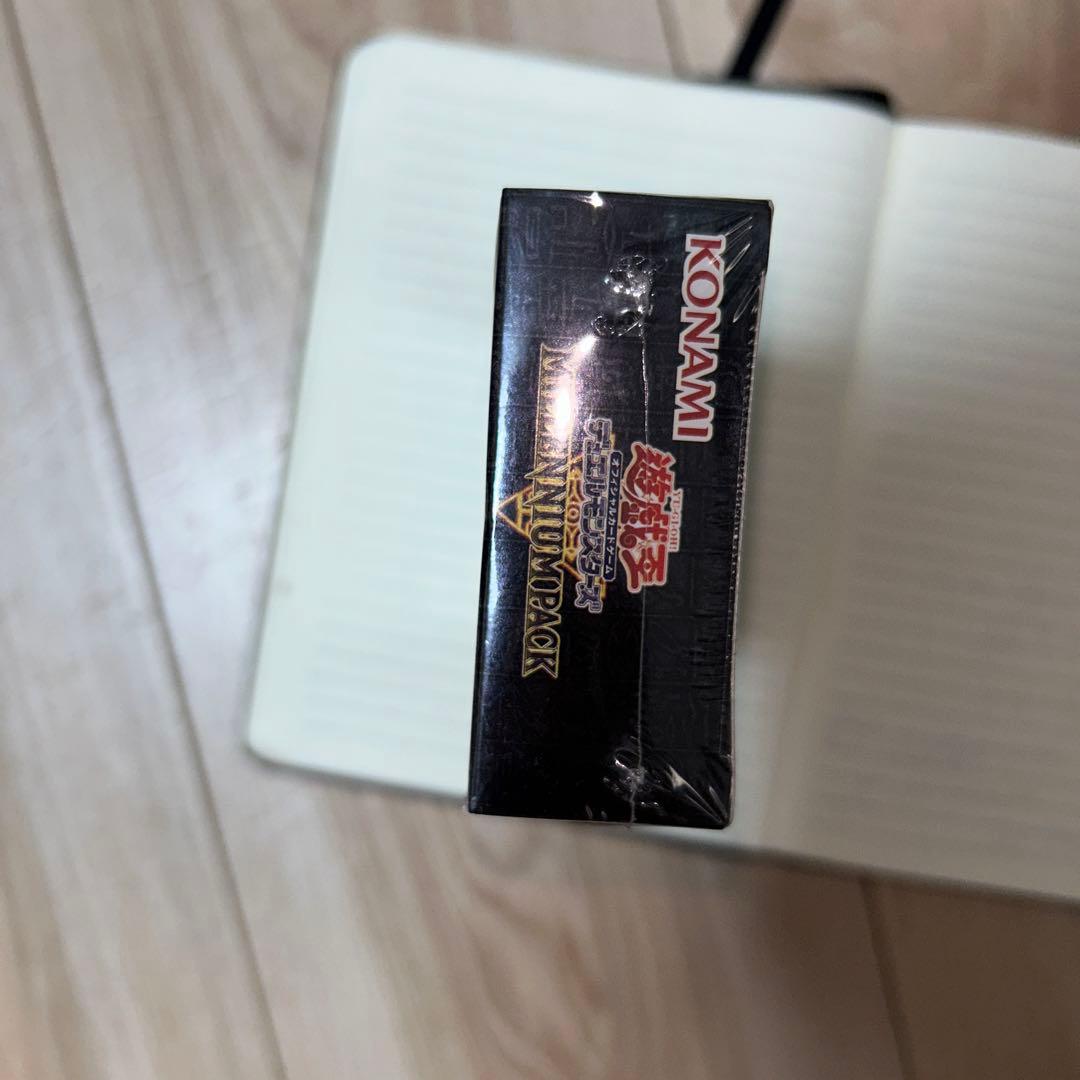 KONAMI
YU-GI-OH!
遊戯王
オフィシャルカードゲーム
デュエルモンスターズ
MILLENNIUM PACK